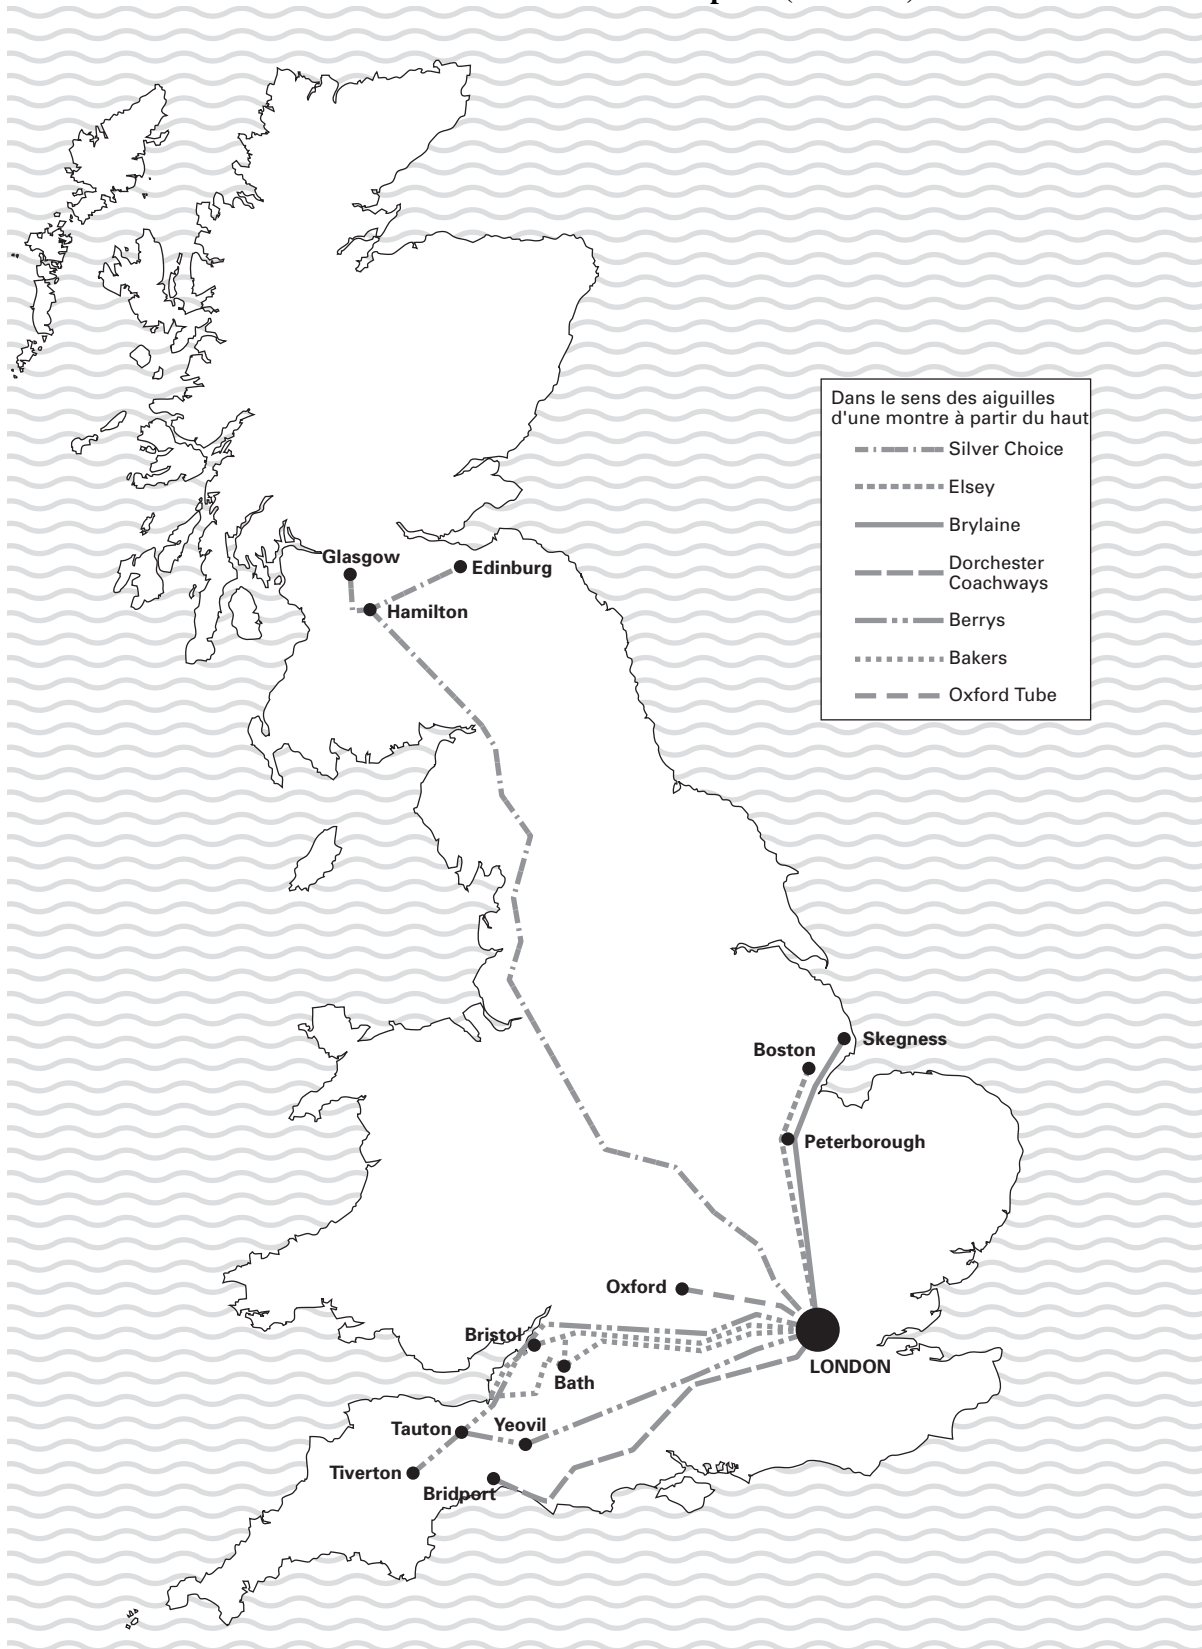 Dans le sens des aiguilles
d'une montre à partir du haut
Silver Choice
Elsey
Brylaine
Dorchester
Coachways
Berrys
Bakers
Oxford Tube
Glasgow
Edinburg
Hamilton
Skegness
Boston
Peterborough
Oxford
Bristol
LONDON
Bath
Tauton
Yeovil
Tiverton
Bridport